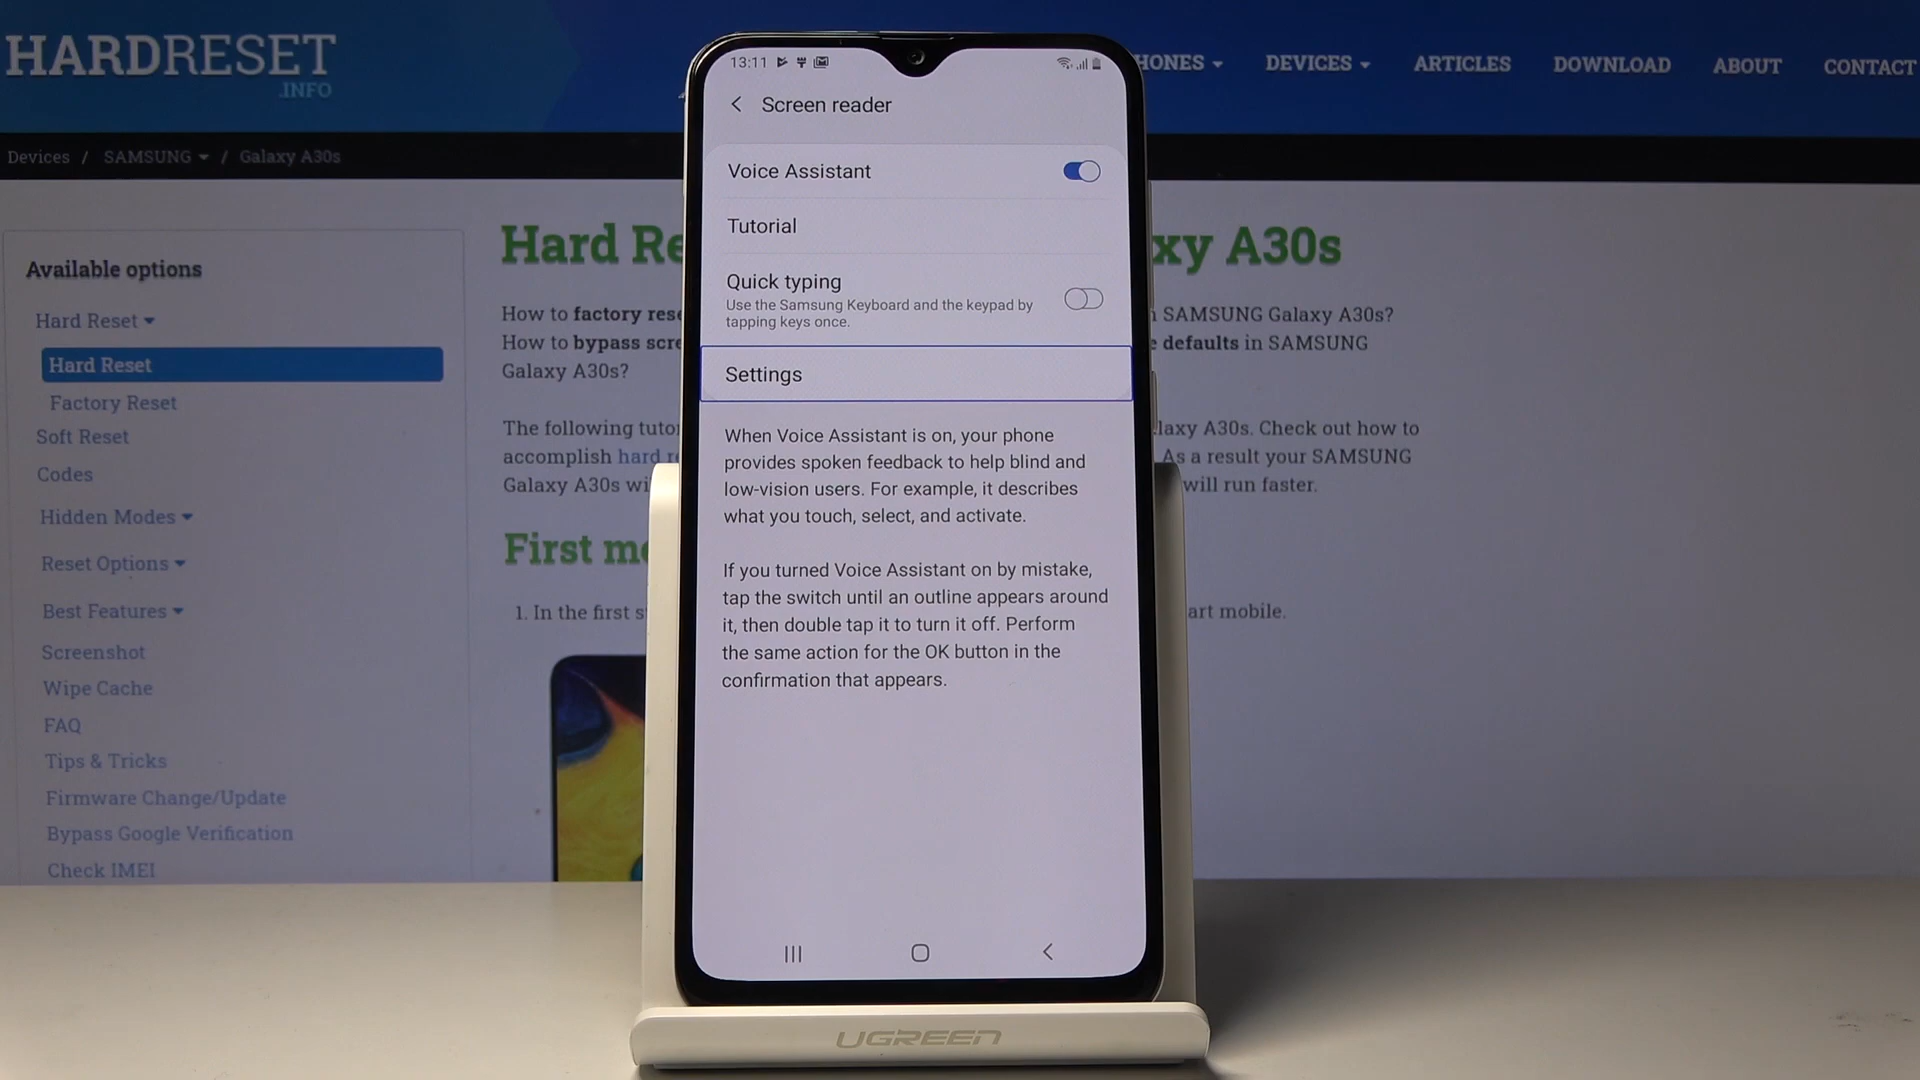 HARDRESET
.INFO
HONES
DEVICES
ARTICLES
DOWNLOAD
ABOUT
CONTACT
Devices / SAMSUNG / Galaxy A30s
Available options
Hard Reset
Hard Reset
Factory Reset
Soft Reset
Codes
Hidden Modes
Reset Options
Best Features
Screenshot
Wipe Cache
FAQ
Tips & Tricks
Firmware Change/Update
Bypass Google Verification
Check IMEI
Hard Re xy A30s
How to factory rese SAMSUNG Galaxy A30s?
How to bypass scre e defaults in SAMSUNG
Galaxy A30s?
The following tuto laxy A30s. Check out how to
accomplish hard r As a result your SAMSUNG
Galaxy A30s wi will run faster.
First m
1. In the first s art mobile.
13:11
Screen reader
Voice Assistant
Tutorial
Quick typing
Use the Samsung Keyboard and the keypad by
tapping keys once.
Settings
When Voice Assistant is on, your phone
provides spoken feedback to help blind and
low-vision users. For example, it describes
what you touch, select, and activate.
If you turned Voice Assistant on by mistake,
tap the switch until an outline appears around
it, then double tap it to turn it off. Perform
the same action for the OK button in the
confirmation that appears.
UGREEN